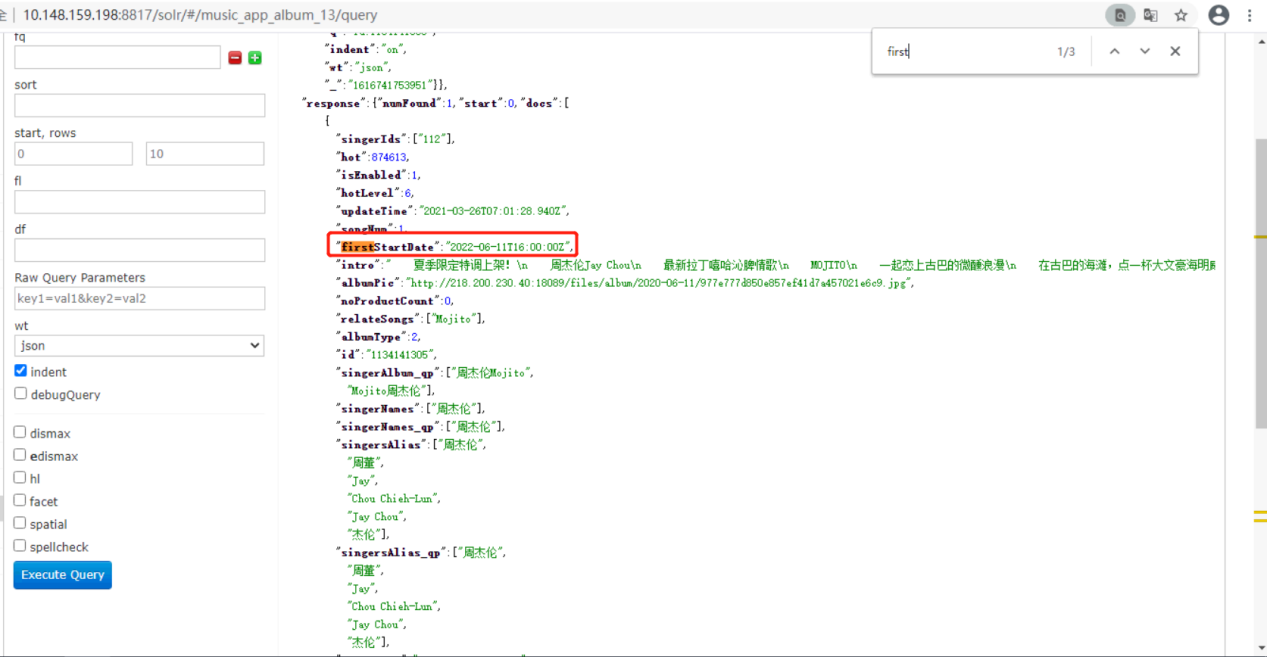 10.148.159.198:8817/solr/#/music_app_album_13/query
first
1/3
fq
sort
start, rows
0
10
fl
df
Raw Query Parameters
key1=val1&key2=val2
wt
json
indent
debugQuery
dismax
edismax
hl
facet
spatial
spellcheck
Execute Query
"indent":"on",
"wt":"json",
"_":"1616741753951"}},
"response":{"numFound":1,"start":0,"docs":[
{
"singerIds":["112"],
"hot":874613,
"isEnabled":1,
"hotLevel":6,
"updateTime":"2021-03-26T07:01:28.940Z",
"songNum":1,
"firstStartDate":"2022-06-11T16:00:00Z",
"intro":" 夏季限定特调上架！\n 周杰伦Jay Chou\n 最新拉丁嘻哈沁脾情歌\n MOJITO\n 一起恋上古巴的微醺浪漫\n 在古巴的海滩，点一杯大文豪海明威
"albumPic":"http://218.200.230.40:18089/files/album/2020-06-11/977e777d850e857ef41d7a457021e6c9.jpg",
"noProductCount":0,
"relateSongs":["Mojito"],
"albumType":2,
"id":"1134141305",
"singerAlbum_qp":["周杰伦Mojito",
"Mojito周杰伦"],
"singerNames":["周杰伦"],
"singerNames_qp":["周杰伦"],
"singersAlias":["周杰伦",
"周董",
"Jay",
"Chou Chieh-Lun",
"Jay Chou",
"杰伦"],
"singersAlias_qp":["周杰伦",
"周董",
"Jay",
"Chou Chieh-Lun",
"Jay Chou",
"杰伦"],